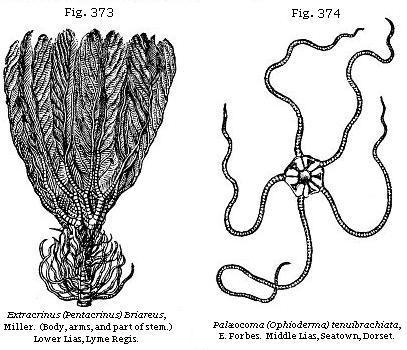 Fig. 373
Extracrinus (Pentacrinus) Briareus,
Miller. (Body, arms, and part of stem.)
Lower Lias, Lyme Regis.
Fig. 374
Palæocoma (Ophioderma) tenuibrachiata,
E. Forbes. Middle Lias, Seatown, Dorset.